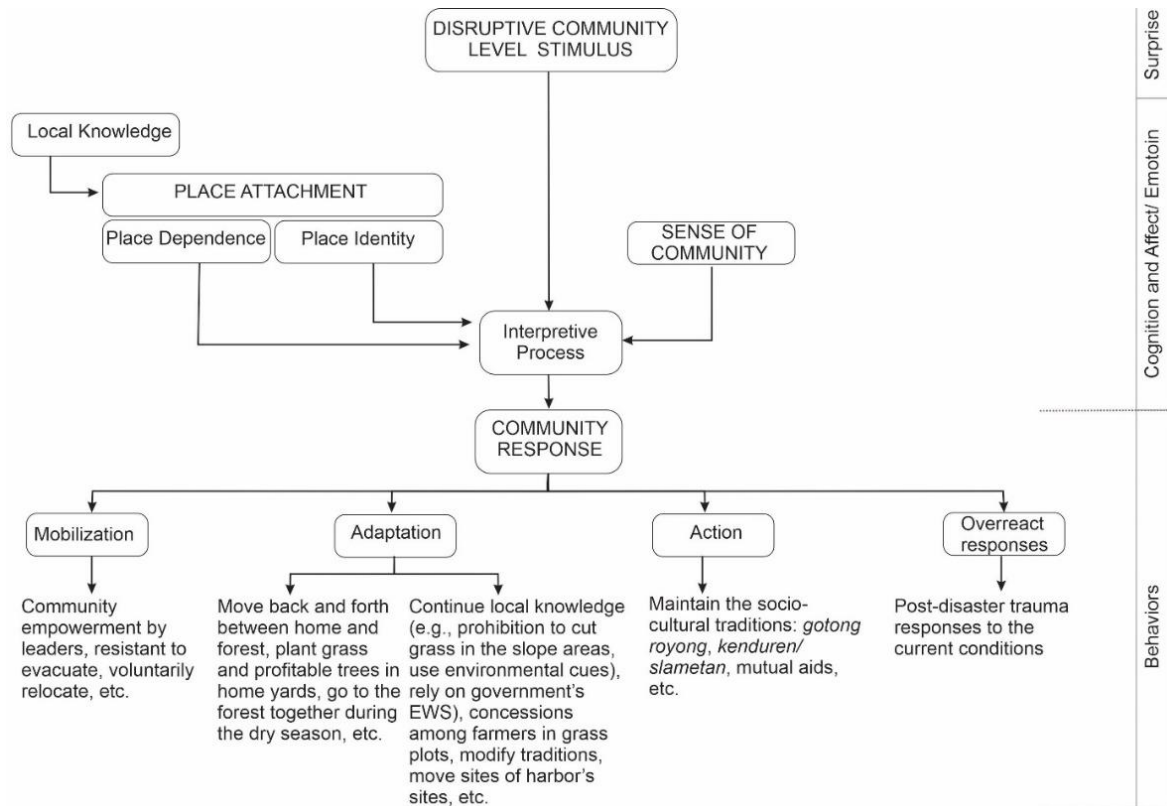 DISRUPTIVE COMMUNITY
LEVEL STIMULUS
Surprise
Local Knowledge
PLACE ATTACHMENT
Place Dependence
Place Identity
SENSE OF
COMMUNITY
Cognition and Affect/ Emotoin
Interpretive
Process
COMMUNITY
RESPONSE
Mobilization
Adaptation
Action
Overreact
responses
Community
empowerment by
leaders, resistant to
evacuate, voluntarily
relocate, etc.
Move back and forth
between home and
forest, plant grass
and profitable trees in
home yards, go to the
forest together during
the dry season, etc.
Continue local knowledge
(e.g., prohibition to cut
grass in the slope areas,
use environmental cues),
rely on government's
EWS), concessions
among farmers in grass
plots, modify traditions,
move sites of harbor's
sites, etc.
Maintain the socio-
cultural traditions: gotong
royong, kenduren/
slametan, mutual aids,
etc.
Post-disaster trauma
responses to the
current conditions
Behaviors